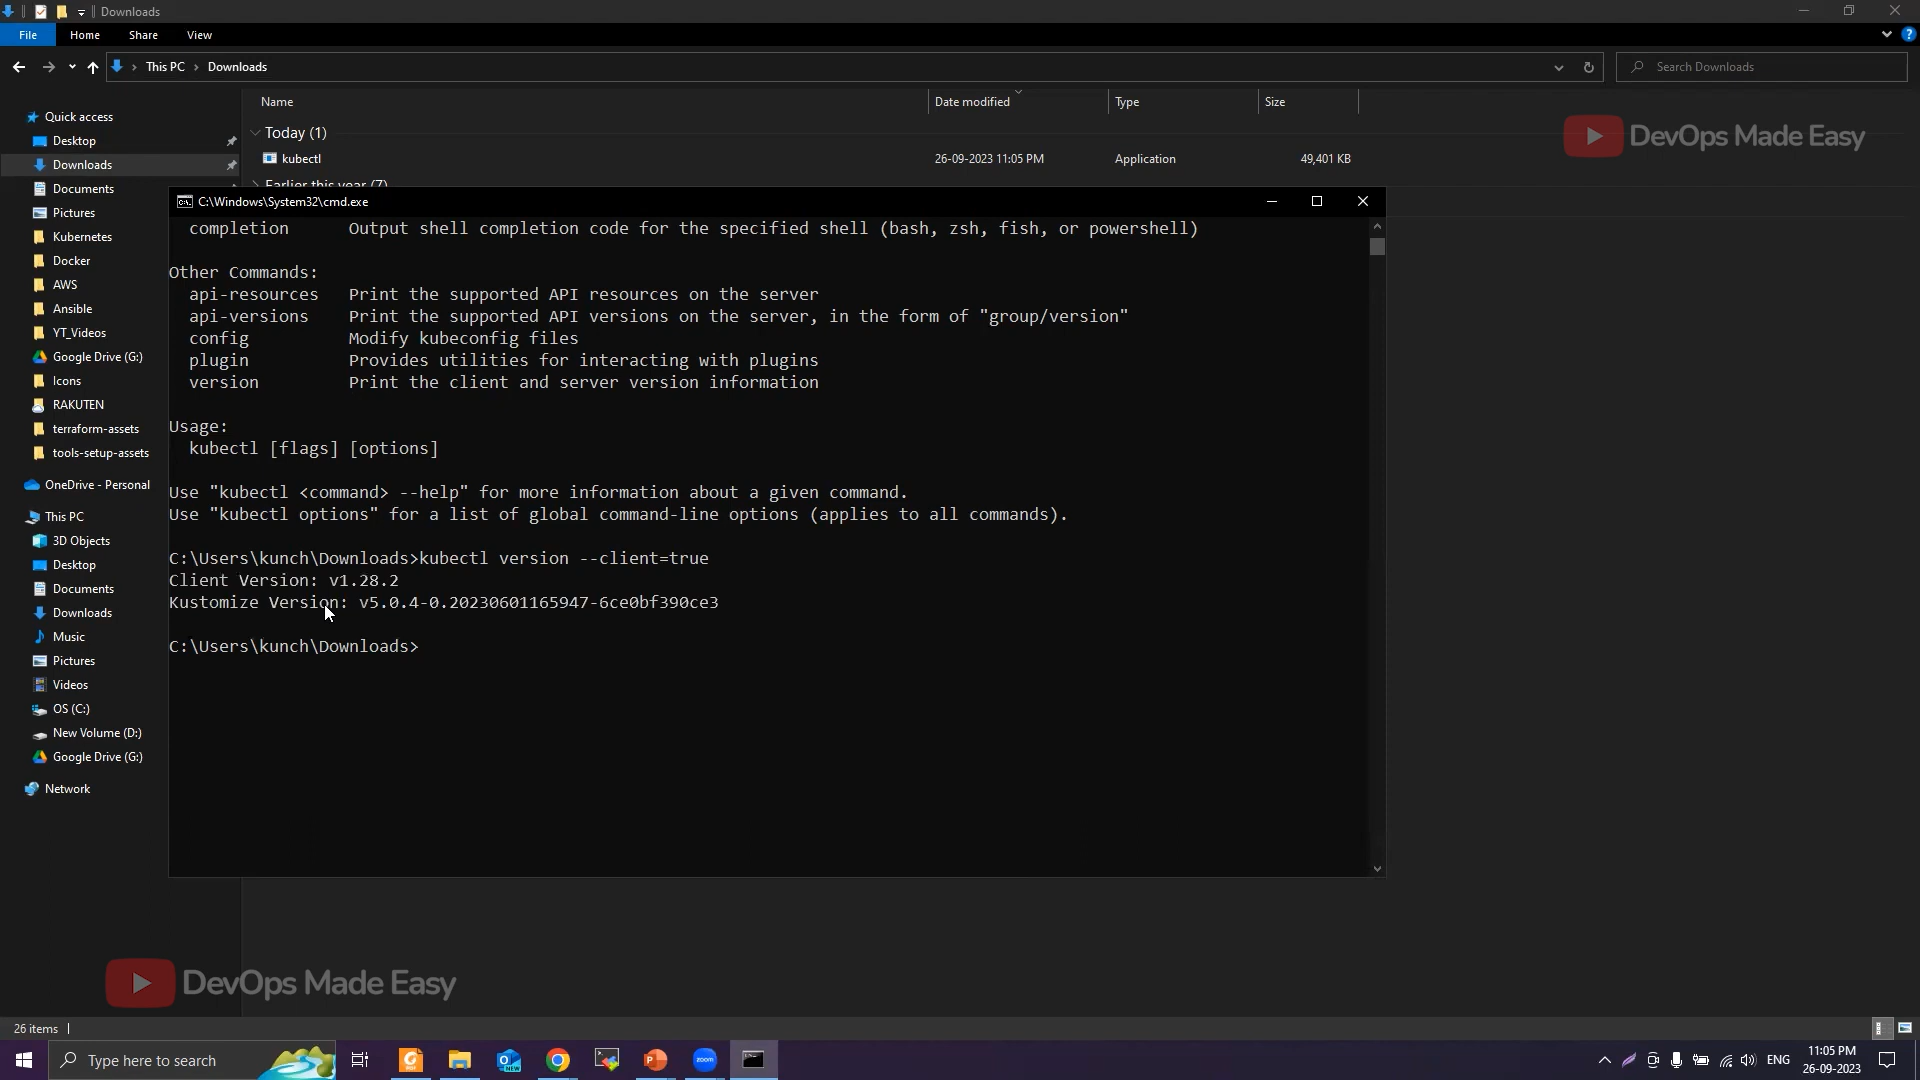 Downloads
File Home Share View
This PC > Downloads
Search Downloads
Name Date modified Type Size
Today (1)
kubectl 26-09-2023 11:05 PM Application 49,401 KB
Earlier this year (7)
DevOps Made Easy
Quick access
Desktop
Downloads
Documents
Pictures
Kubernetes
Docker
AWS
Ansible
YT_Videos
Google Drive (G:)
Icons
RAKUTEN
terraform-assets
tools-setup-assets
OneDrive - Personal
This PC
3D Objects
Desktop
Documents
Downloads
Music
Pictures
Videos
OS (C:)
New Volume (D:)
Google Drive (G:)
Network
C:\Windows\System32\cmd.exe
completion Output shell completion code for the specified shell (bash, zsh, fish, or powershell)
Other Commands:
api-resources Print the supported API resources on the server
api-versions Print the supported API versions on the server, in the form of "group/version"
config Modify kubeconfig files
plugin Provides utilities for interacting with plugins
version Print the client and server version information
Usage:
kubectl [flags] [options]
Use "kubectl <command> --help" for more information about a given command.
Use "kubectl options" for a list of global command-line options (applies to all commands).
C:\Users\kunch\Downloads>kubectl version --client=true
Client Version: v1.28.2
Kustomize Version: v5.0.4-0.20230601165947-6ce0bf390ce3
C:\Users\kunch\Downloads>
DevOps Made Easy
26 items
Type here to search
NEW
zoom
ENG
11:05 PM
26-09-2023